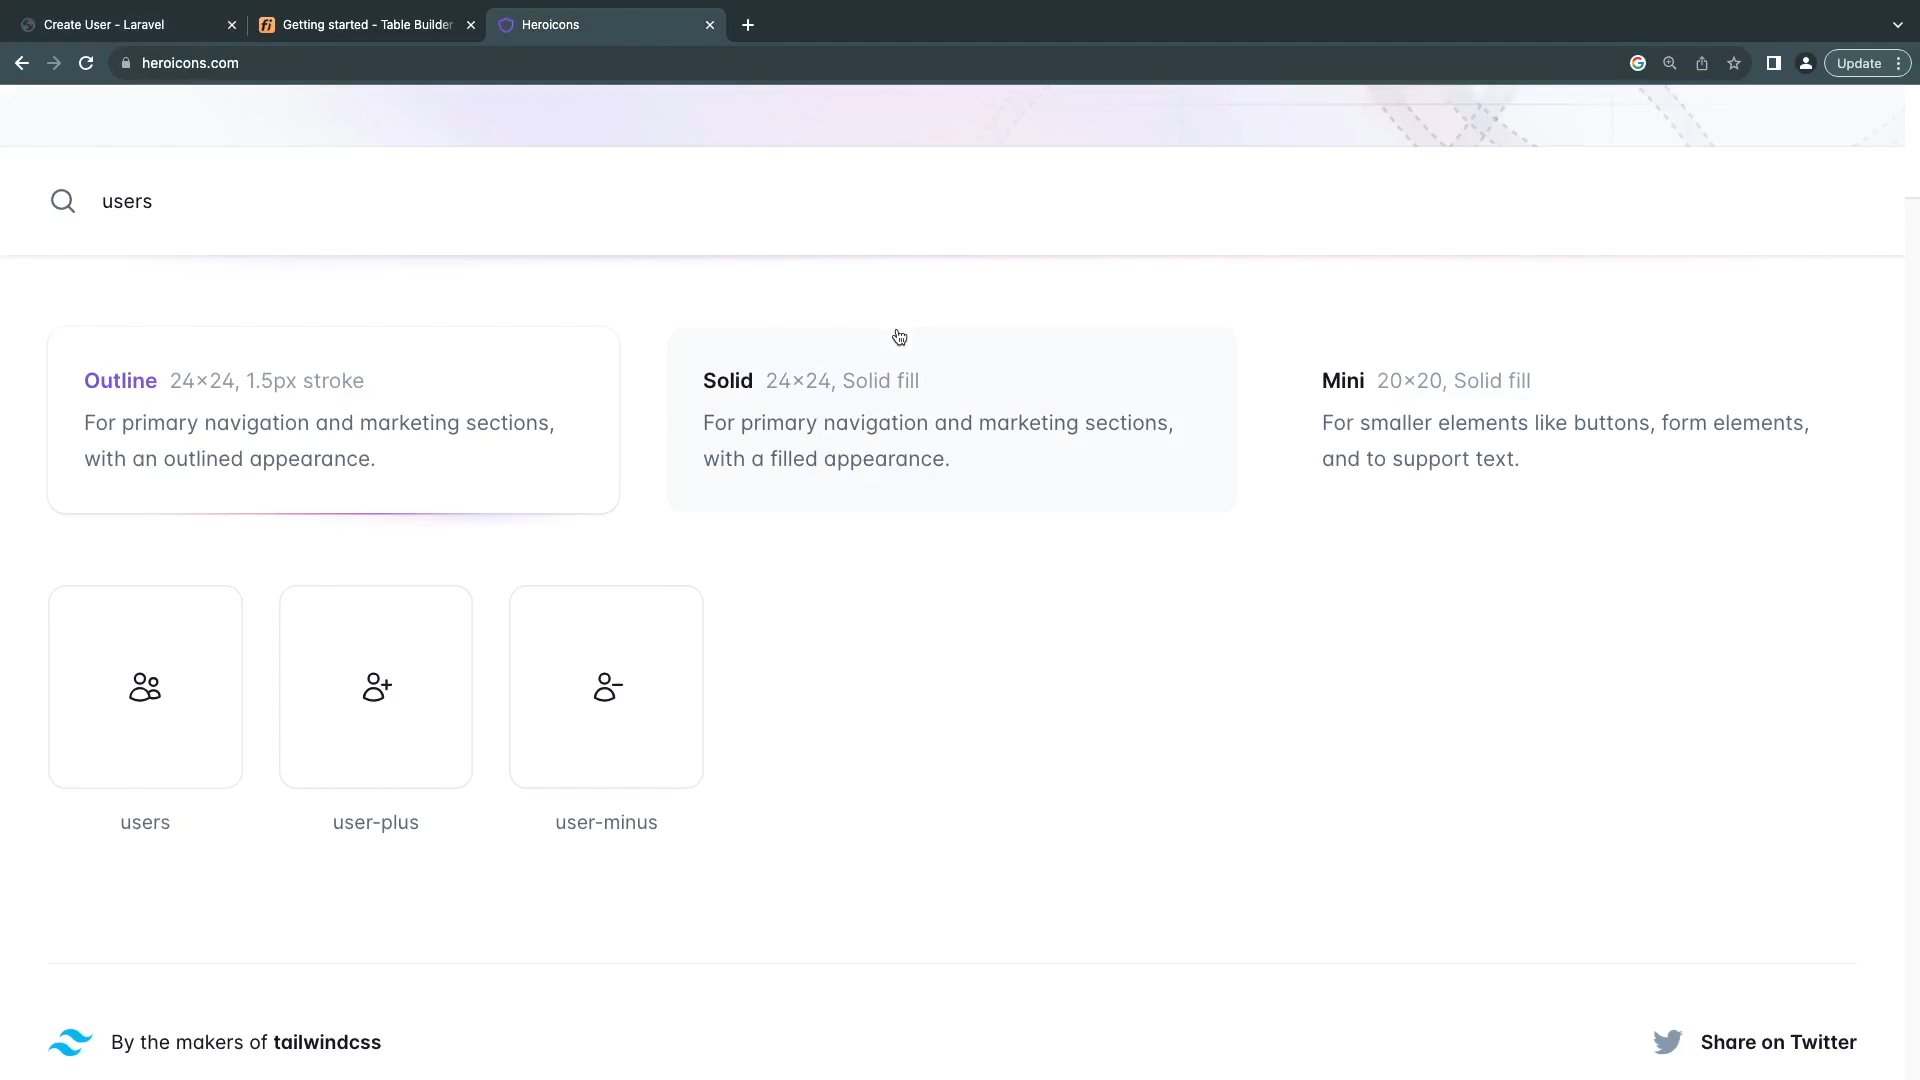 Create User - Laravel
Getting started - Table Builder
Heroicons
heroicons.com
Update
users
Outline 24×24, 1.5px stroke
For primary navigation and marketing sections,
with an outlined appearance.
Solid 24×24, Solid fill
For primary navigation and marketing sections,
with a filled appearance.
Mini 20×20, Solid fill
For smaller elements like buttons, form elements,
and to support text.
users
user-plus
user-minus
By the makers of tailwindcss
Share on Twitter